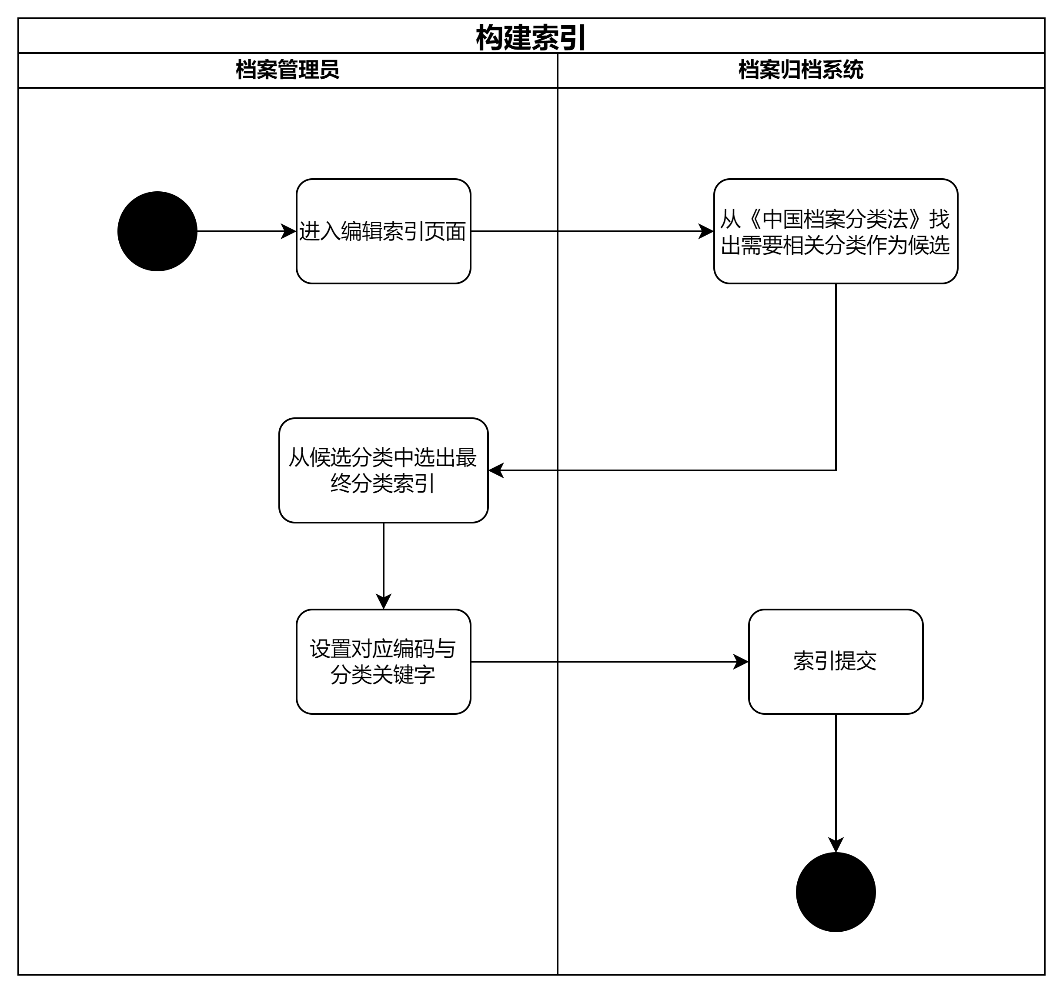 构建索引
档案管理员
档案归档系统
进入编辑索引页面
从《中国档案分类法》找
出需要相关分类作为候选
从候选分类中选出最
终分类索引
设置对应编码与
分类关键字
索引提交